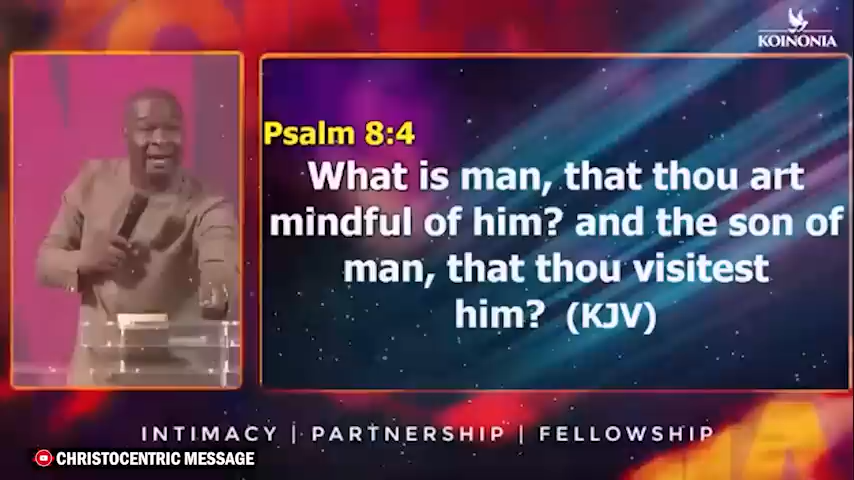 KOINONIA
Psalm 8:4
What is man, that thou art
mindful of him? and the son of
man, that thou visitest
him? (KJV)
INTIMACY | PARTNERSHIP | FELLOWSHIP
CHRISTOCENTRIC MESSAGE